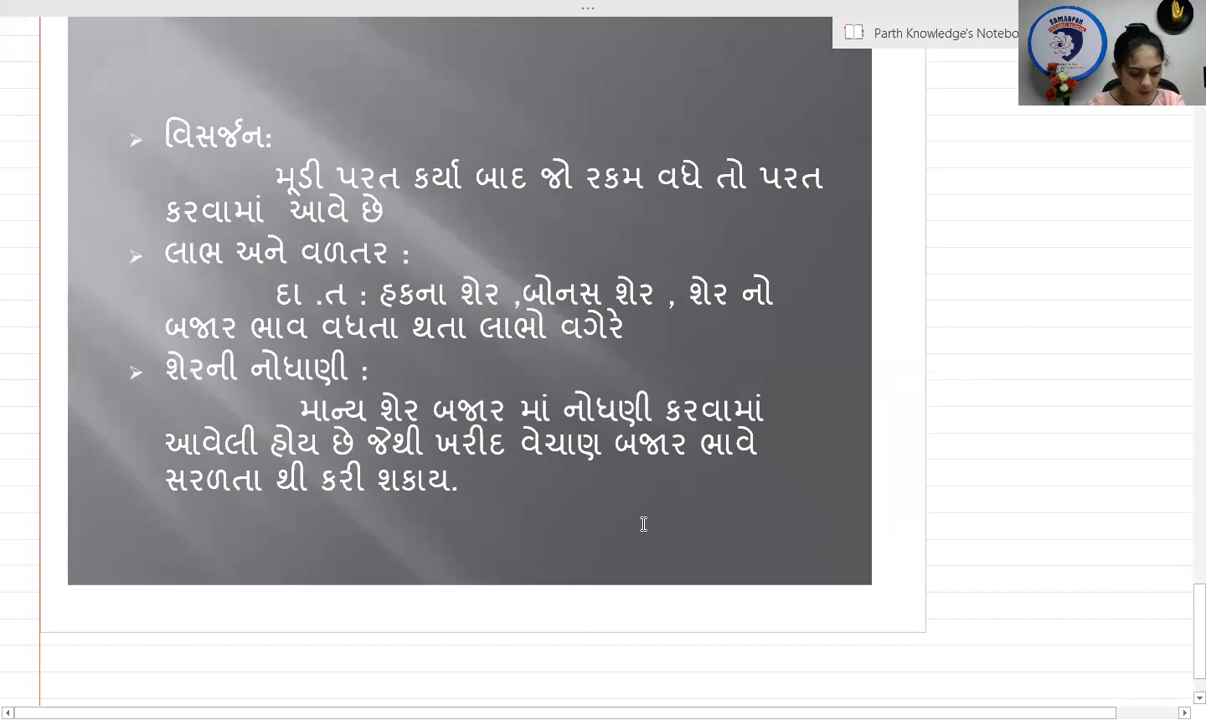 Parth Knowledge's Notebo
વિસર્જન:
મૂડી પરત કર્યા બાદ જો રકમ વધે તો પરત
કરવામાં આવે છે
લાભ અને વળતર :
દા .ત : હકના શેર ,બોનસ શેર , શેર નો
બજાર ભાવ વધતા થતા લાભો વગેરે
શેરની નોધાણી :
માન્ય શેર બજાર માં નોધણી કરવામાં
આવેલી હોય છે જેથી ખરીદ વેચાણ બજાર ભાવે
સરળતા થી કરી શકાય.